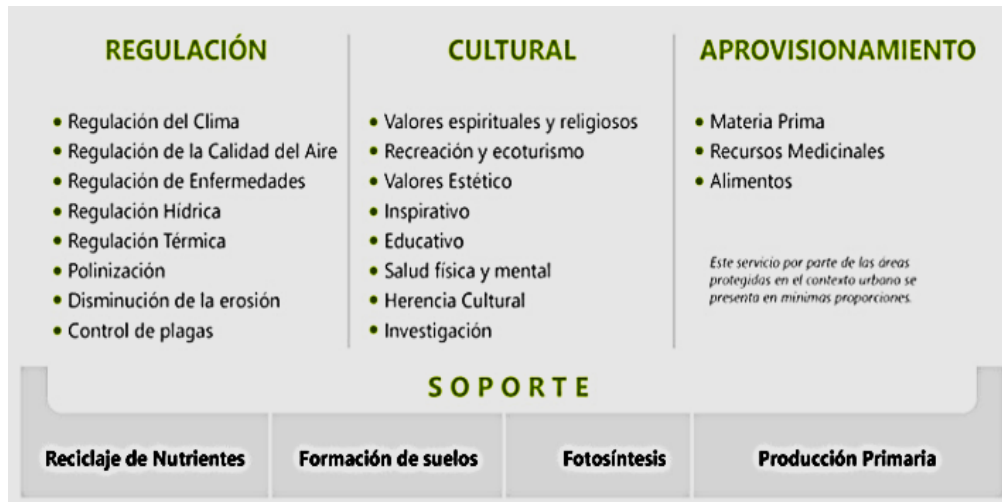 REGULACIÓN
• Regulación del Clima
• Regulación de la Calidad del Aire
• Regulación de Enfermedades
• Regulación Hídrica
• Regulación Térmica
• Polinización
• Disminución de la erosión
• Control de plagas
CULTURAL
• Valores espirituales y religiosos
• Recreación y ecoturismo
• Valores Estético
• Inspirativo
• Educativo
• Salud física y mental
• Herencia Cultural
• Investigación
APROVISIONAMIENTO
• Materia Prima
• Recursos Medicinales
• Alimentos
Este servicio por parte de las áreas
protegidas en el contexto urbano se
presenta en mínimas proporciones.
SOPORTE
Reciclaje de Nutrientes
Formación de suelos
Fotosíntesis
Producción Primaria